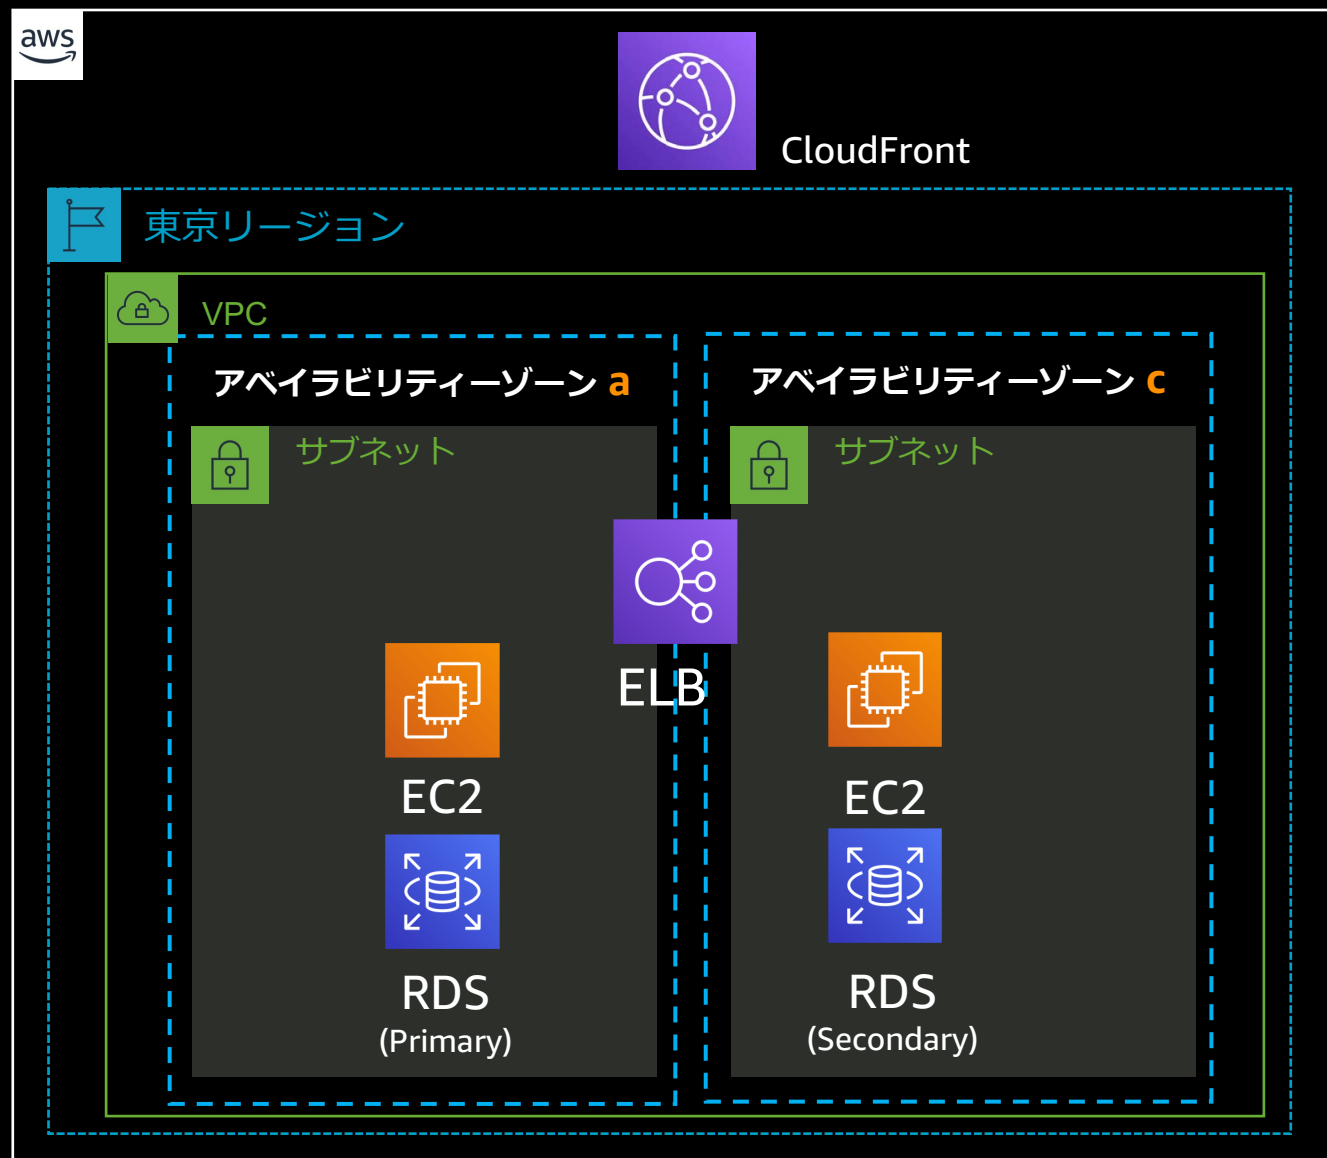 aws
CloudFront
東京リージョン
VPC
アベイラビリティーゾーン a
アベイラビリティーゾーン c
サブネット
サブネット
ELB
EC2
EC2
RDS
(Primary)
RDS
(Secondary)